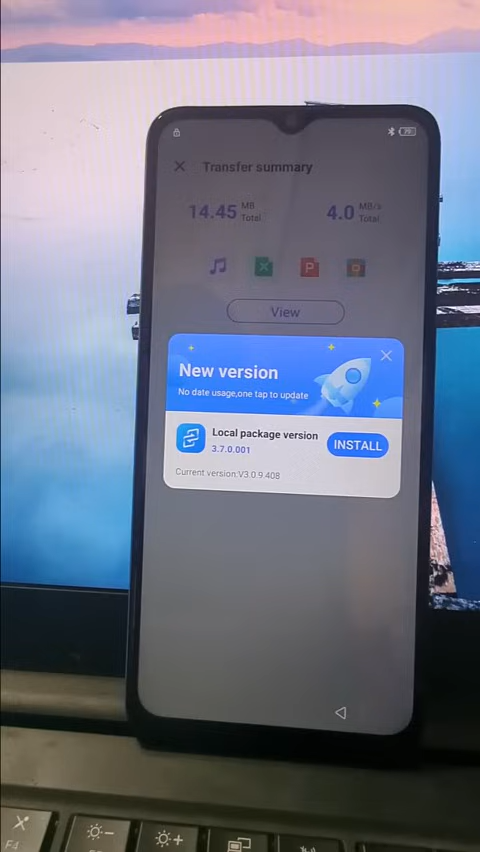 79
Transfer summary
14.45 MB Total
4.0 MB/s Total
X
P
View
New version
No date usage,one tap to update
Local package version
3.7.0.001
INSTALL
Current version:V3.0.9.408
F4